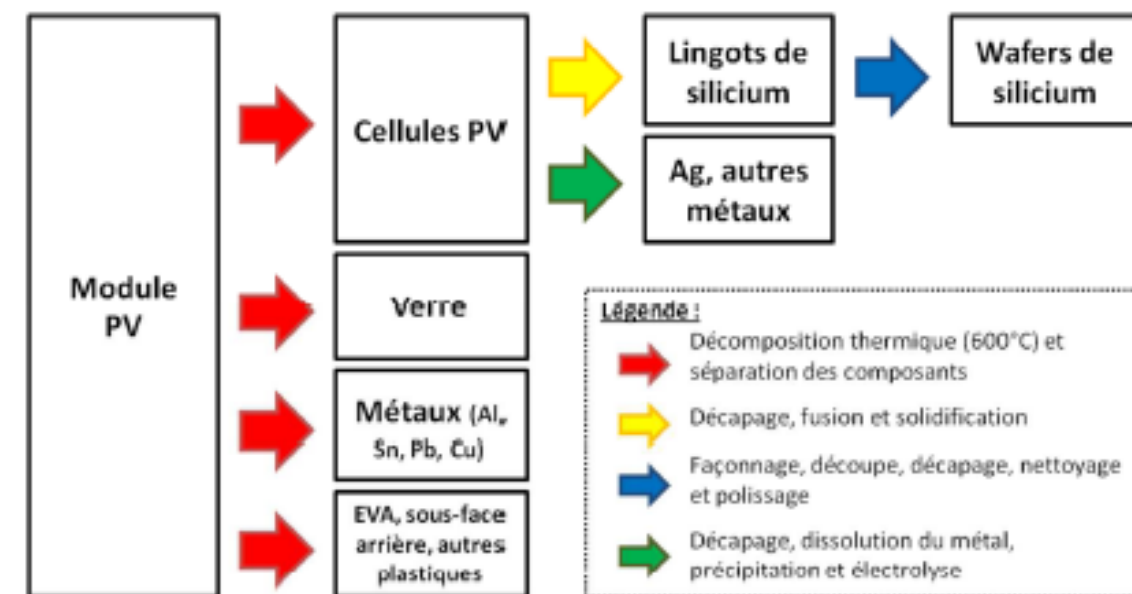 Module
PV
Cellules PV
Lingots de
silicium
Wafers de
silicium
Ag, autres
métaux
Verre
Métaux (Al,
Sn, Pb, Cu)
EVA, sous-face
arrière, autres
plastiques
Légende :
Décomposition thermique (600°C) et
séparation des composants
Décapage, fusion et solidification
Façonnage, découpe, décapage, nettoyage
et polissage
Décapage, dissolution du métal,
précipitation et électrolyse